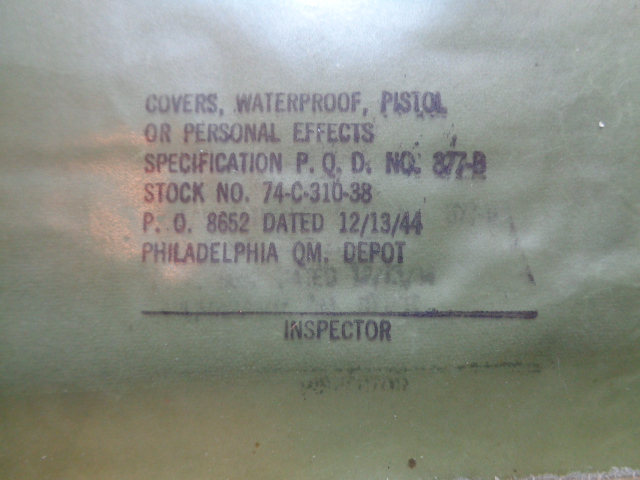 COVERS, WATERPROOF, PISTOL
OR PERSONAL EFFECTS
SPECIFICATION P. Q. D. NO. 377-B
STOCK NO. 74-C-310-38
P. O. 8652 DATED 12/13/44
PHILADELPHIA QM. DEPOT
INSPECTOR